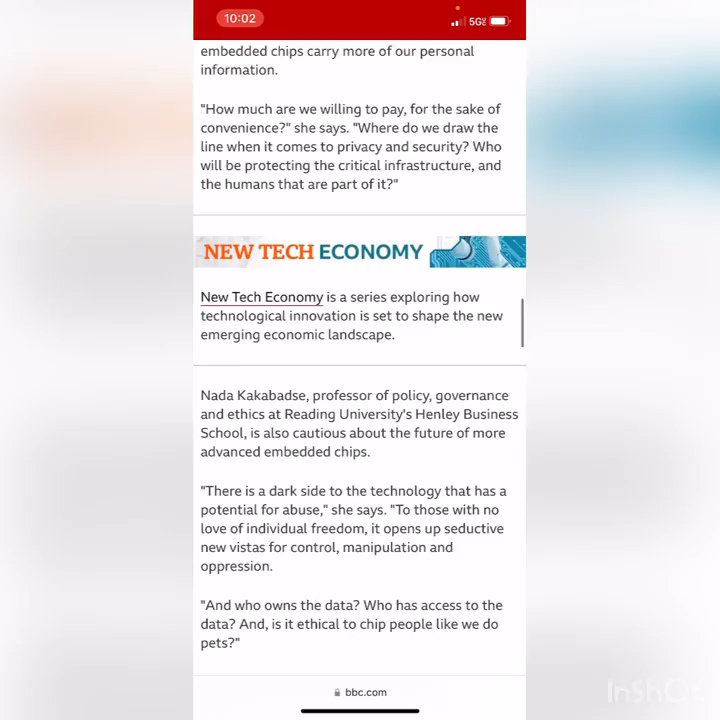 10:02
5G
embedded chips carry more of our personal
information.
"How much are we willing to pay, for the sake of
convenience?" she says. "Where do we draw the
line when it comes to privacy and security? Who
will be protecting the critical infrastructure, and
the humans that are part of it?"
NEW TECH ECONOMY
New Tech Economy is a series exploring how
technological innovation is set to shape the new
emerging economic landscape.
Nada Kakabadse, professor of policy, governance
and ethics at Reading University's Henley Business
School, is also cautious about the future of more
advanced embedded chips.
"There is a dark side to the technology that has a
potential for abuse," she says. "To those with no
love of individual freedom, it opens up seductive
new vistas for control, manipulation and
oppression.
"And who owns the data? Who has access to the
data? And, is it ethical to chip people like we do
pets?"
bbc.com
InShOt